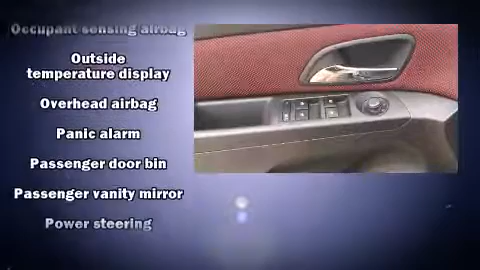 Occupant sensing airbag
Outside
temperature display
Overhead airbag
Panic alarm
Passenger door bin
Passenger vanity mirror
Power steering